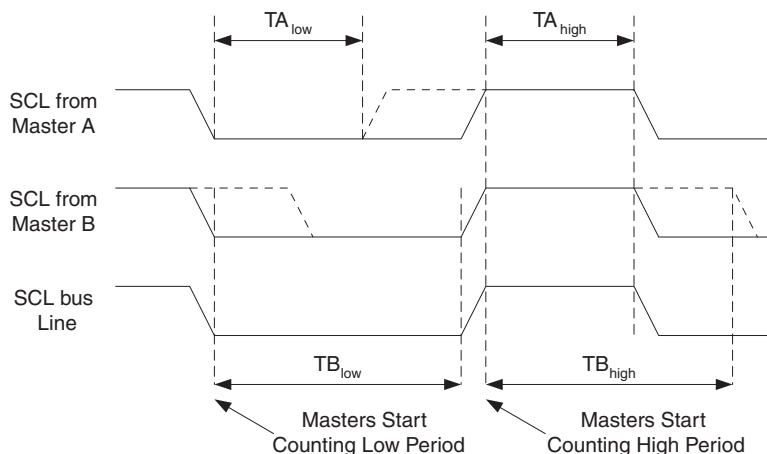 TA low
TA high
SCL from
Master A
SCL from
Master B
SCL bus
Line
TB low
TB high
Masters Start
Counting Low Period
Masters Start
Counting High Period